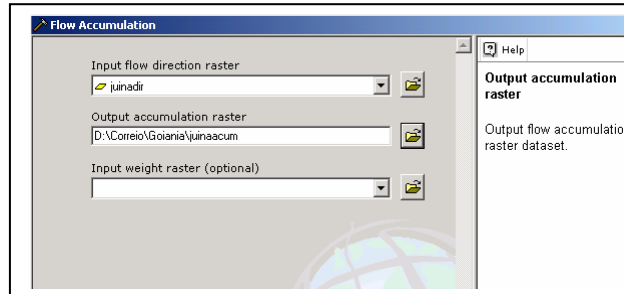 Flow Accumulation
Input flow direction raster
juinadir
Output accumulation raster
D:\Correio\Goiania\juinaacum
Input weight raster (optional)
Help
Output accumulation
raster
Output flow accumulatio
raster dataset.